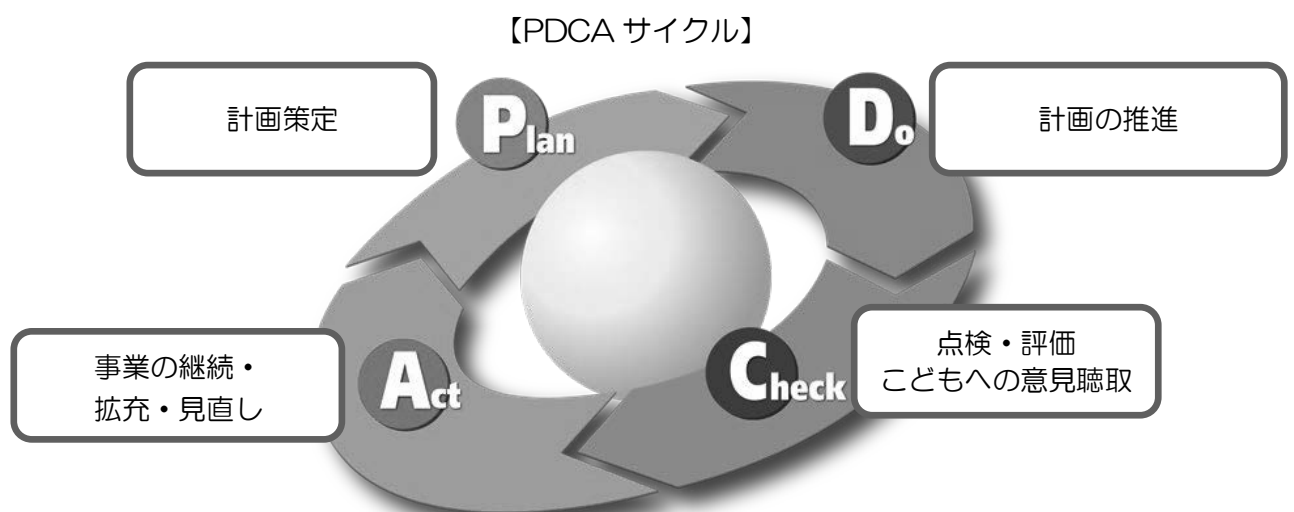 【PDCA サイクル】
計画策定
Plan
Do
計画の推進
事業の継続・
拡充・見直し
Act
Check
点検・評価
こどもへの意見聴取